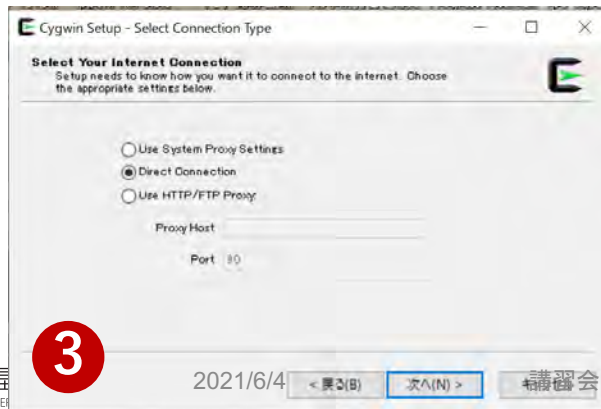 Cygwin Setup - Select Connection Type
Select Your Internet Connection
Setup needs to know how you want it to connect to the internet. Choose
the appropriate settings below.
Use System Proxy Settings
Direct Connection
Use HTTP/FTP Proxy:
Proxy Host
Port 80
3
2021/6/4
< 戻る(B) 次へ(N) >
講習会